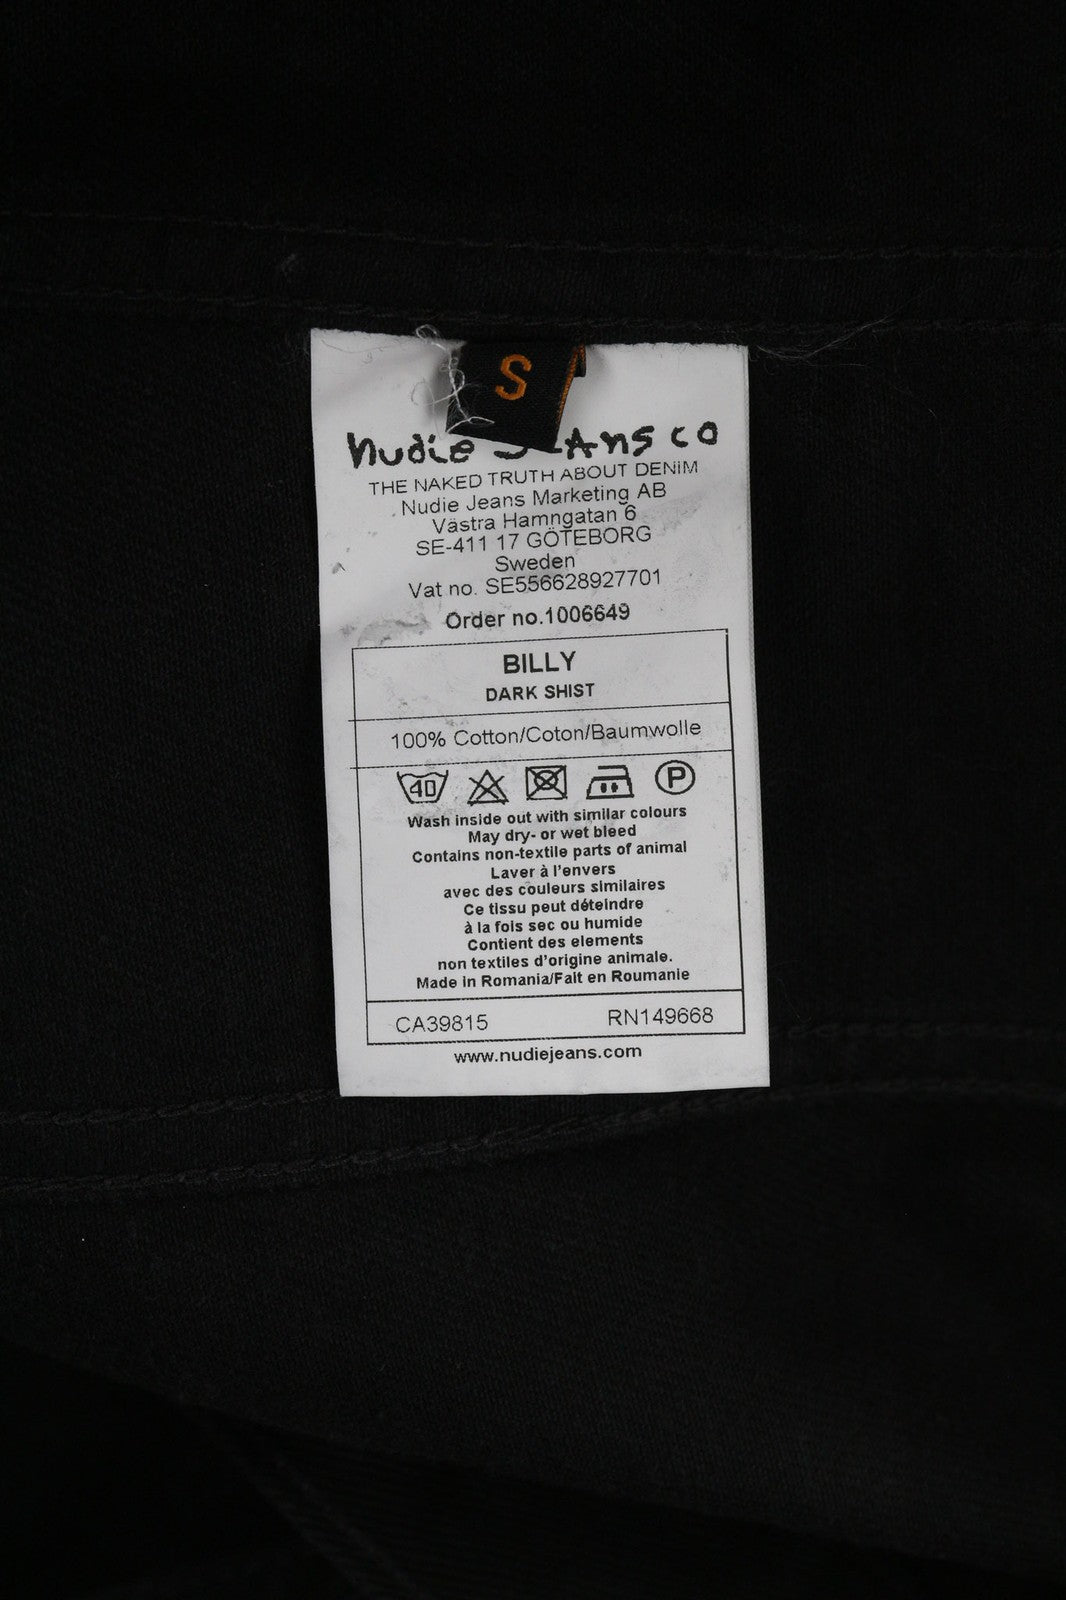 S
nudie JEANS co
THE NAKED TRUTH ABOUT DENIM
Nudie Jeans Marketing AB
Västra Hamngatan 6
SE-411 17 GÖTEBORG
Sweden
Vat no. SE556628927701
Order no.1006649
BILLY
DARK SHIST
100% Cotton/Coton/Baumwolle
40 P
Wash inside out with similar colours
May dry- or wet bleed
Contains non-textile parts of animal
Laver à l'envers
avec des couleurs similaires
Ce tissu peut déteindre
à la fois sec ou humide
Contient des elements
non textiles d'origine animale.
Made in Romania/Fait en Roumanie
CA39815 RN149668
www.nudiejeans.com